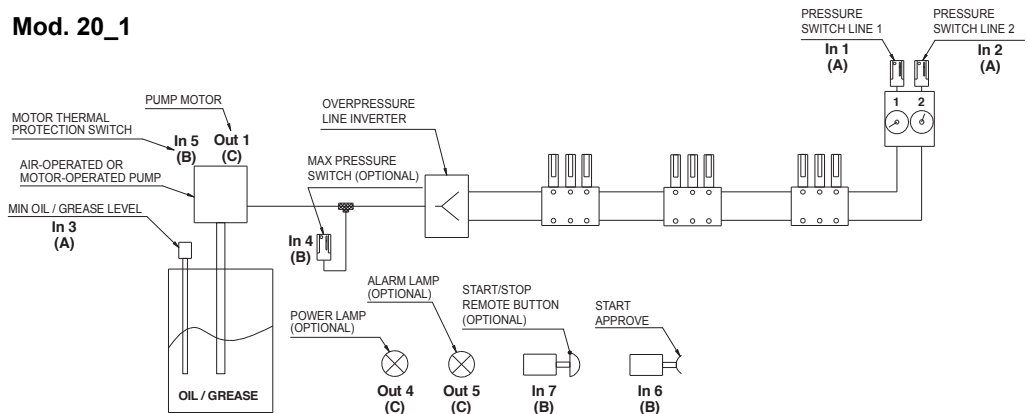 Mod. 20_1
PRESSURE
SWITCH LINE 1
In 1
(A)
PRESSURE
SWITCH LINE 2
In 2
(A)
1
2
PUMP MOTOR
Out 1
(C)
MOTOR THERMAL
PROTECTION SWITCH
In 5
(B)
AIR-OPERATED OR
MOTOR-OPERATED PUMP
MIN OIL / GREASE LEVEL
In 3
(A)
OVERPRESSURE
LINE INVERTER
MAX PRESSURE
SWITCH (OPTIONAL)
In 4
(B)
POWER LAMP
(OPTIONAL)
Out 4
(C)
ALARM LAMP
(OPTIONAL)
Out 5
(C)
START/STOP
REMOTE BUTTON
(OPTIONAL)
In 7
(B)
START
APPROVE
In 6
(B)
OIL / GREASE